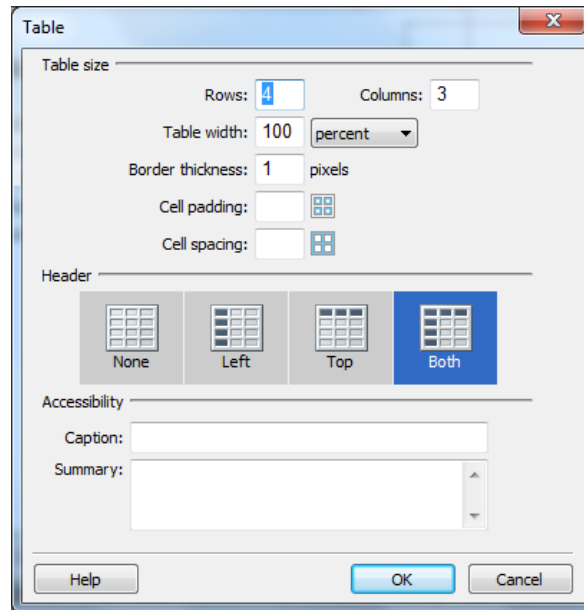 Table
Table size
Rows: 4 Columns: 3
Table width: 100 percent
Border thickness: 1 pixels
Cell padding:
Cell spacing:
Header
None Left Top Both
Accessibility
Caption:
Summary:
Help OK Cancel